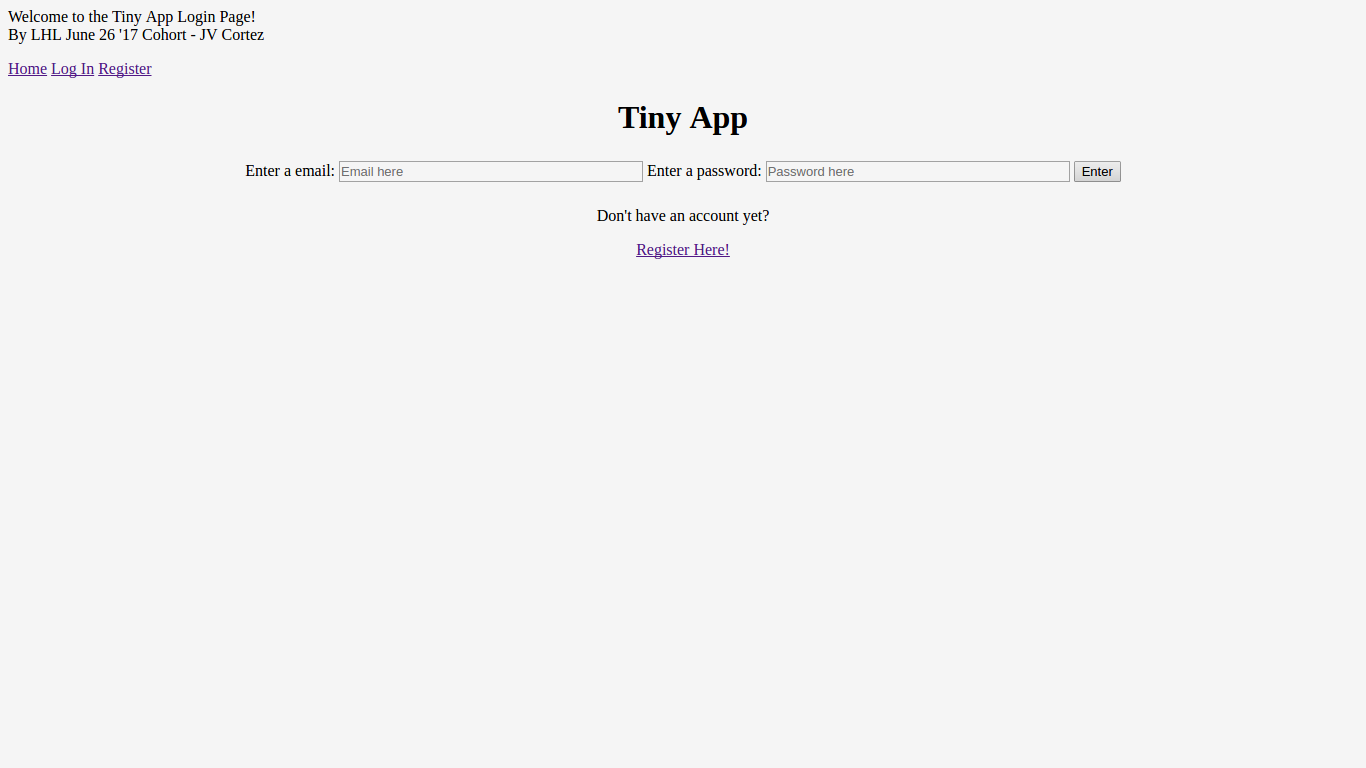 Welcome to the Tiny App Login Page!
By LHL June 26 '17 Cohort - JV Cortez
Home Log In Register
Tiny App
Enter a email: Email here Enter a password: Password here Enter
Don't have an account yet?
Register Here!